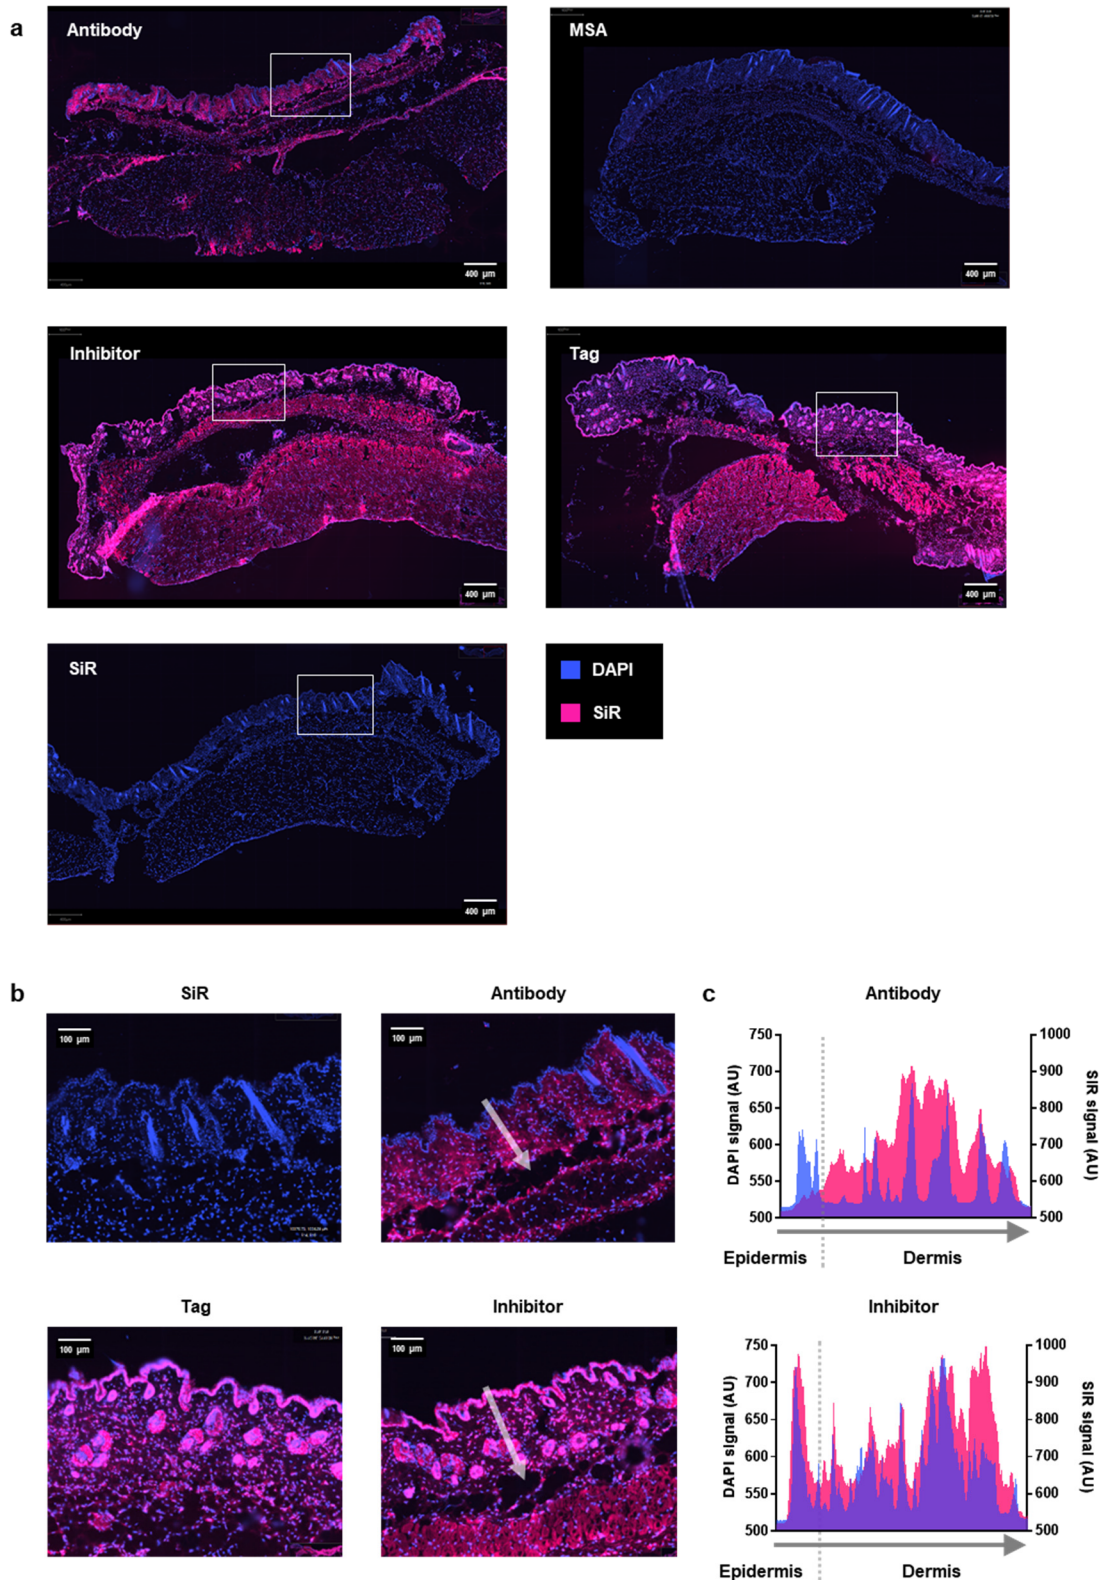 a
Antibody
400 µm
MSA
400 µm
Inhibitor
400 µm
Tag
400 µm
SiR
400 µm
DAPI
SiR
b
SiR
100 µm
Antibody
100 µm
Tag
100 µm
Inhibitor
100 µm
c
Antibody
750
700
650
600
550
500
DAPI signal (AU)
1000
900
800
700
600
500
SiR signal (AU)
Epidermis
Dermis
Inhibitor
750
700
650
600
550
500
DAPI signal (AU)
1000
900
800
700
600
500
SiR signal (AU)
Epidermis
Dermis